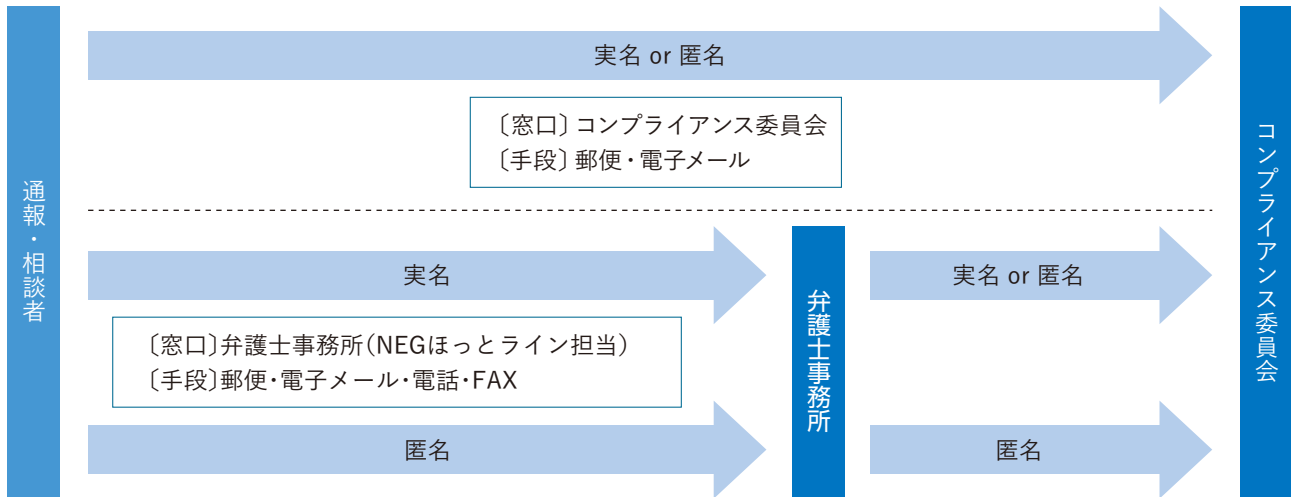 通報・相談者
実名 or 匿名
〔窓口〕コンプライアンス委員会
〔手段〕郵便・電子メール
実名
〔窓口〕弁護士事務所(NEGほっとライン担当)
〔手段〕郵便・電子メール・電話・FAX
匿名
弁護士事務所
実名 or 匿名
匿名
コンプライアンス委員会